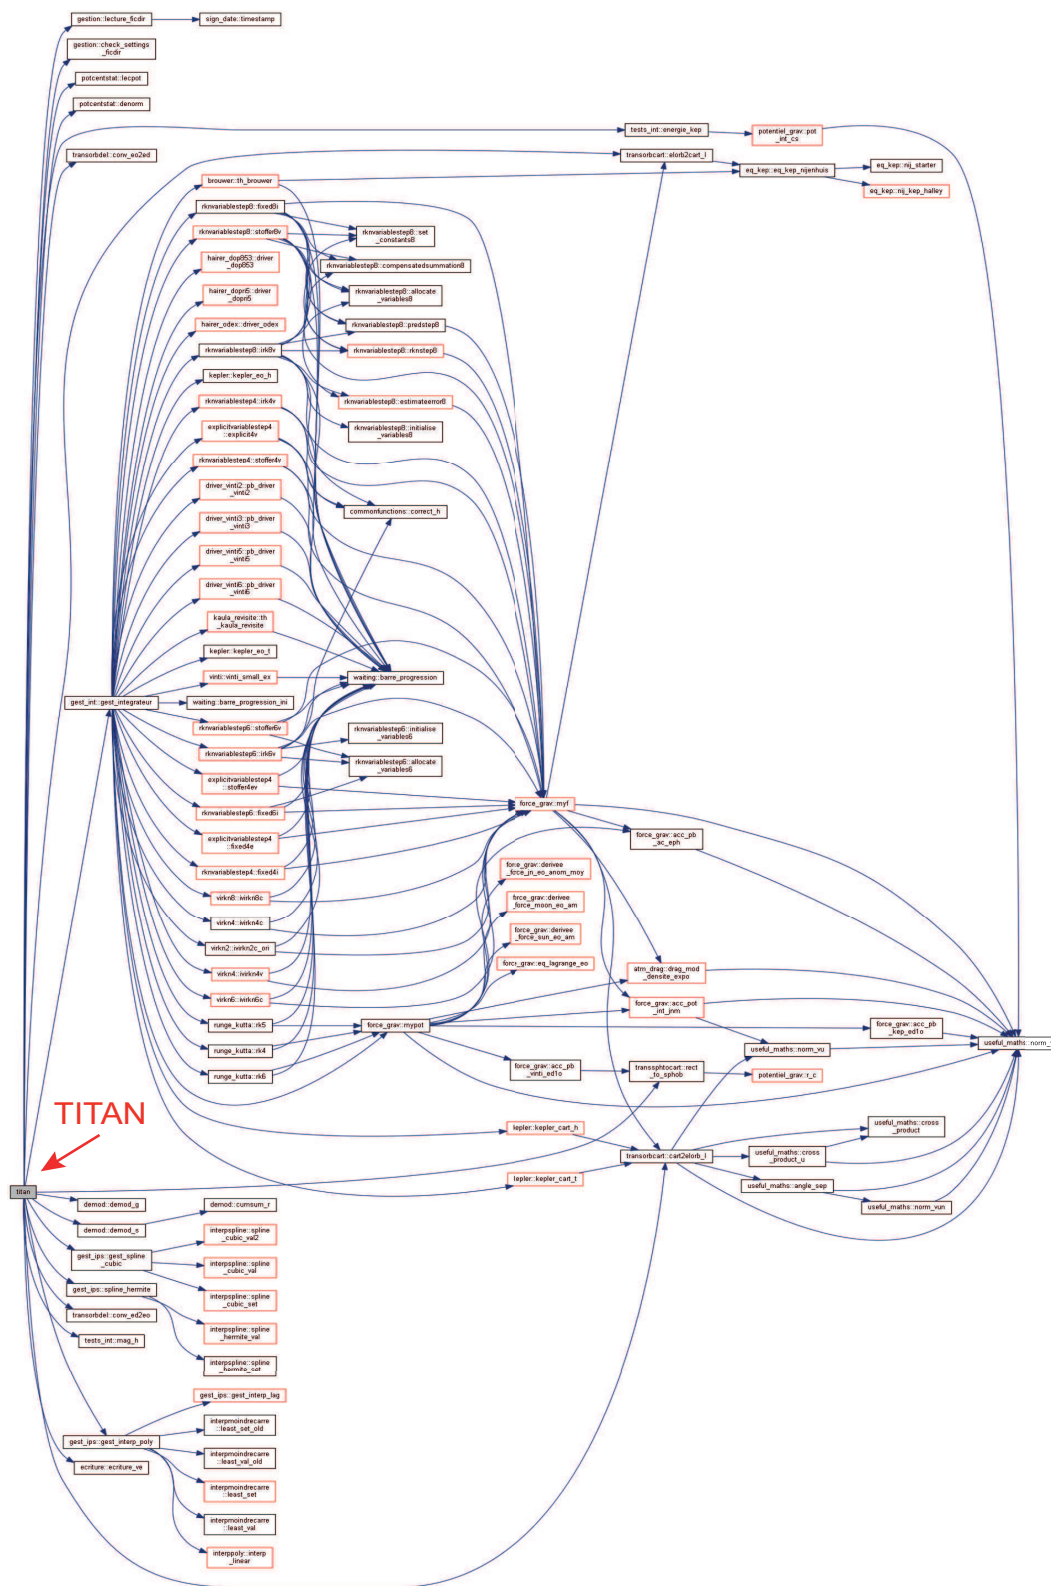 gestion::lecture_ficdir
sign_date::timestamp
gestion::check_settings
_ficdir
potcentstat::lecpot
potcentstat::denorm
tests_int::energie_kep
potentiel_grav::pot
_int_cs
transorbdel::conv_eo2ed
transorbcart::elorb2cart_l
eq_kep::eq_kep_nijenhuis
eq_kep::nij_starter
eq_kep::nij_kep_halley
brouwer::th_brouwer
rknvariablestep8::fixed8i
rknvariablestep8::stoffer8v
rknvariablestep8::set
_constants8
hairer_dop853::driver
_dop853
rknvariablestep8::compensatedsummation8
hairer_dopri5::driver
_dopri5
rknvariablestep8::allocate
_variables8
hairer_odex::driver_odex
rknvariablestep8::predstep8
rknvariablestep8::irk8v
rknvariablestep8::rknstep8
kepler::kepler_eo_h
rknvariablestep4::irk4v
rknvariablestep8::estimateerror8
explicitvariablestep4
::explicit4v
rknvariablestep8::initialise
_variables8
rknvariablestep4::stoffer4v
driver_vinti2::pb_driver
_vinti2
commonfunctions::correct_h
driver_vinti3::pb_driver
_vinti3
driver_vinti5::pb_driver
_vinti5
driver_vinti6::pb_driver
_vinti6
kaula_revisite::th
_kaula_revisite
kepler::kepler_eo_t
vinti::vinti_small_ex
waiting::barre_progression
gest_int::gest_integrateur
waiting::barre_progression_ini
rknvariablestep6::stoffer6v
rknvariablestep6::initialise
_variables6
rknvariablestep6::irk6v
rknvariablestep6::allocate
_variables6
explicitvariablestep4
::stoffer4ev
force_grav::myf
rknvariablestep6::fixed6i
explicitvariablestep4
::fixed4e
force_grav::acc_pb
_ac_eph
rknvariablestep4::fixed4i
force_grav::derivee
_force_jn_eo_anom_moy
virkn8::ivirkn8c
force_grav::derivee
_force_moon_eo_am
virkn4::ivirkn4c
force_grav::derivee
_force_sun_eo_am
virkn2::ivirkn2c_ori
force_grav::eq_lagrange_eo
virkn4::ivirkn4v
atm_drag::drag_mod
_densite_expo
virkn6::ivirkn6c
force_grav::acc_pot
_int_jnm
runge_kutta::rk5
force_grav::mypot
force_grav::acc_pb
_kep_ed1o
useful_maths::norm_
runge_kutta::rk4
useful_maths::norm_vu
runge_kutta::rk6
force_grav::acc_pb
_vinti_ed1o
transsphtocart::rect
_to_sphob
potentiel_grav::r_c
TITAN
lepler::kepler_cart_h
useful_maths::cross
_product
transorbcart::cart2elorb_l
useful_maths::cross
_product_u
lepler::kepler_cart_t
useful_maths::angle_sep
titan
demod::demod_g
demod::cumsum_r
useful_maths::norm_vun
demod::demod_s
interpspline::spline
_cubic_val2
gest_ips::gest_spline
_cubic
interpspline::spline
_cubic_val
gest_ips::spline_hermite
interpspline::spline
_cubic_set
transorbdel::conv_ed2eo
interpspline::spline
_hermite_val
tests_int::mag_h
interpspline::spline
_hermite_set
gest_ips::gest_interp_lag
interpmoindrecarre
::least_set_old
gest_ips::gest_interp_poly
interpmoindrecarre
::least_val_old
ecriture::ecriture_ve
interpmoindrecarre
::least_set
interpmoindrecarre
::least_val
interppoly::interp
_linear